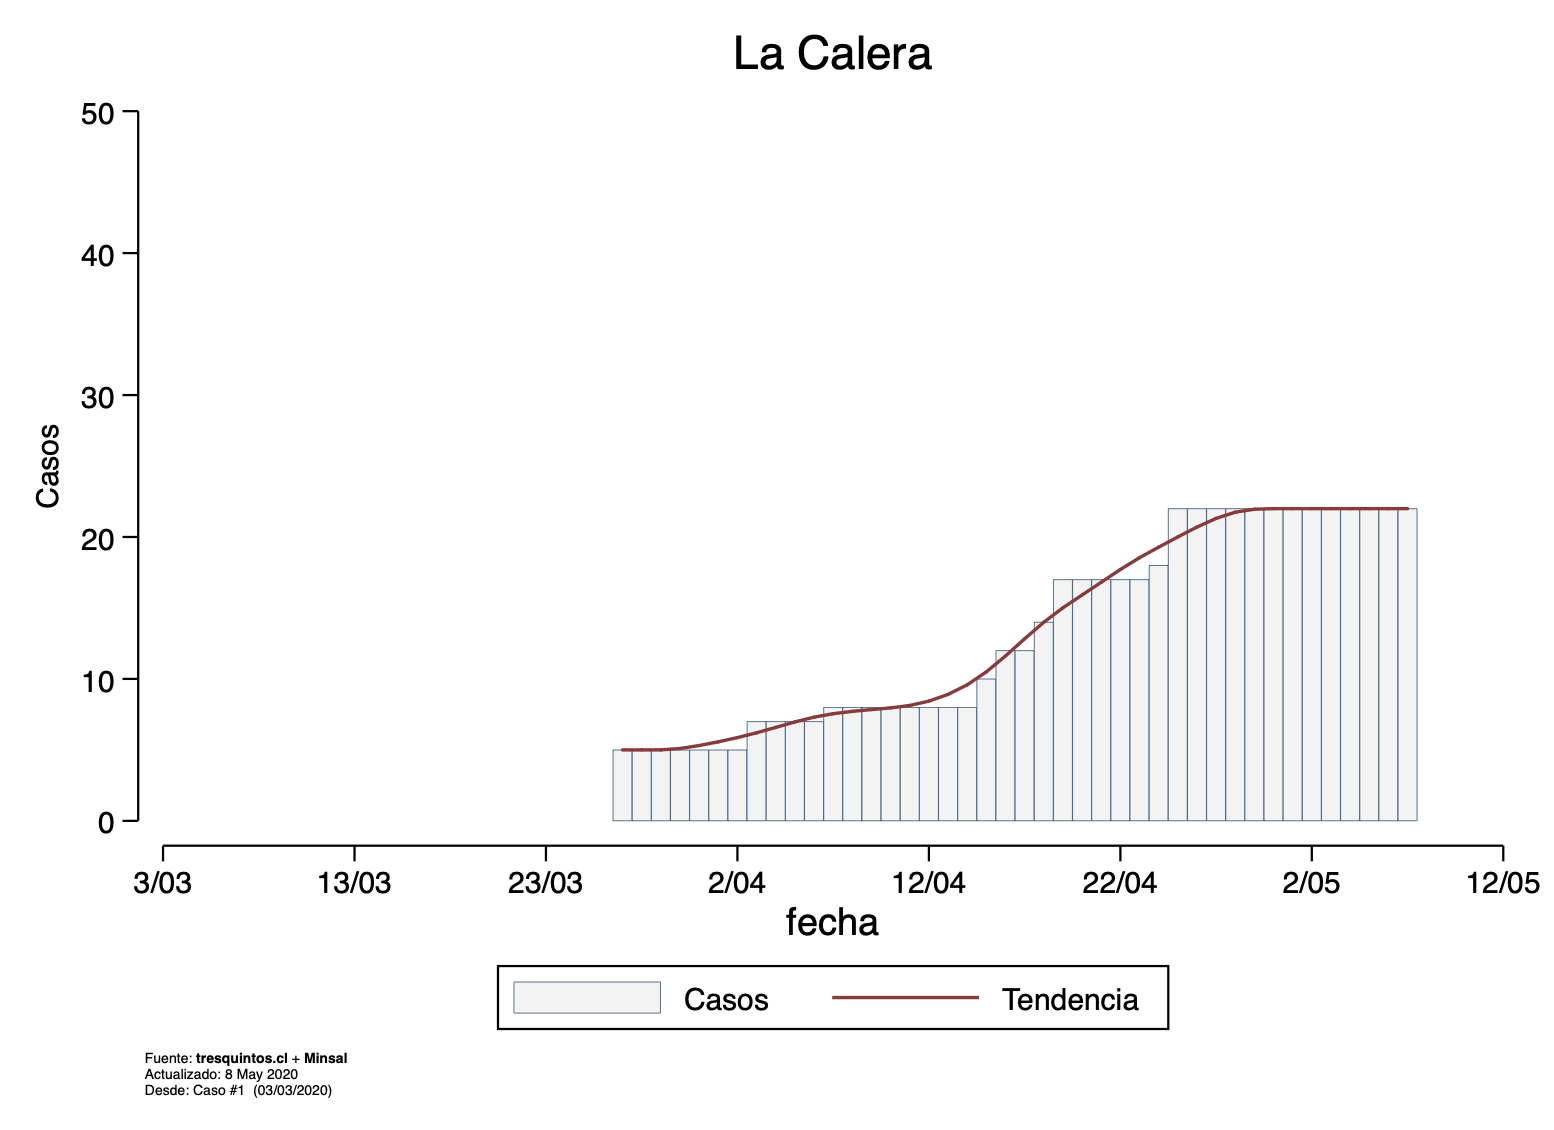 La Calera
50
40
30
20
10
0
Casos
3/03 13/03 23/03 2/04 12/04 22/04 2/05 12/05
fecha
Casos Tendencia
Fuente: tresquintos.cl + Minsal
Actualizado: 8 May 2020
Desde: Caso #1 (03/03/2020)